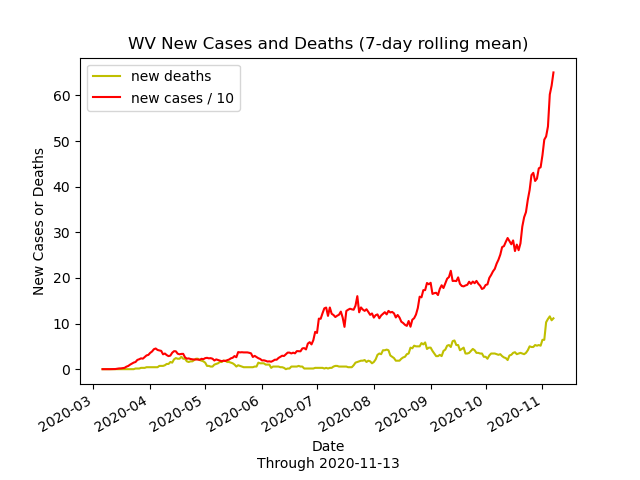 WV New Cases and Deaths (7-day rolling mean)
new deaths
new cases / 10
60
50
40
30
20
10
0
New Cases or Deaths
2020-03
2020-04
2020-05
2020-06
2020-07
2020-08
2020-09
2020-10
2020-11
Date
Through 2020-11-13